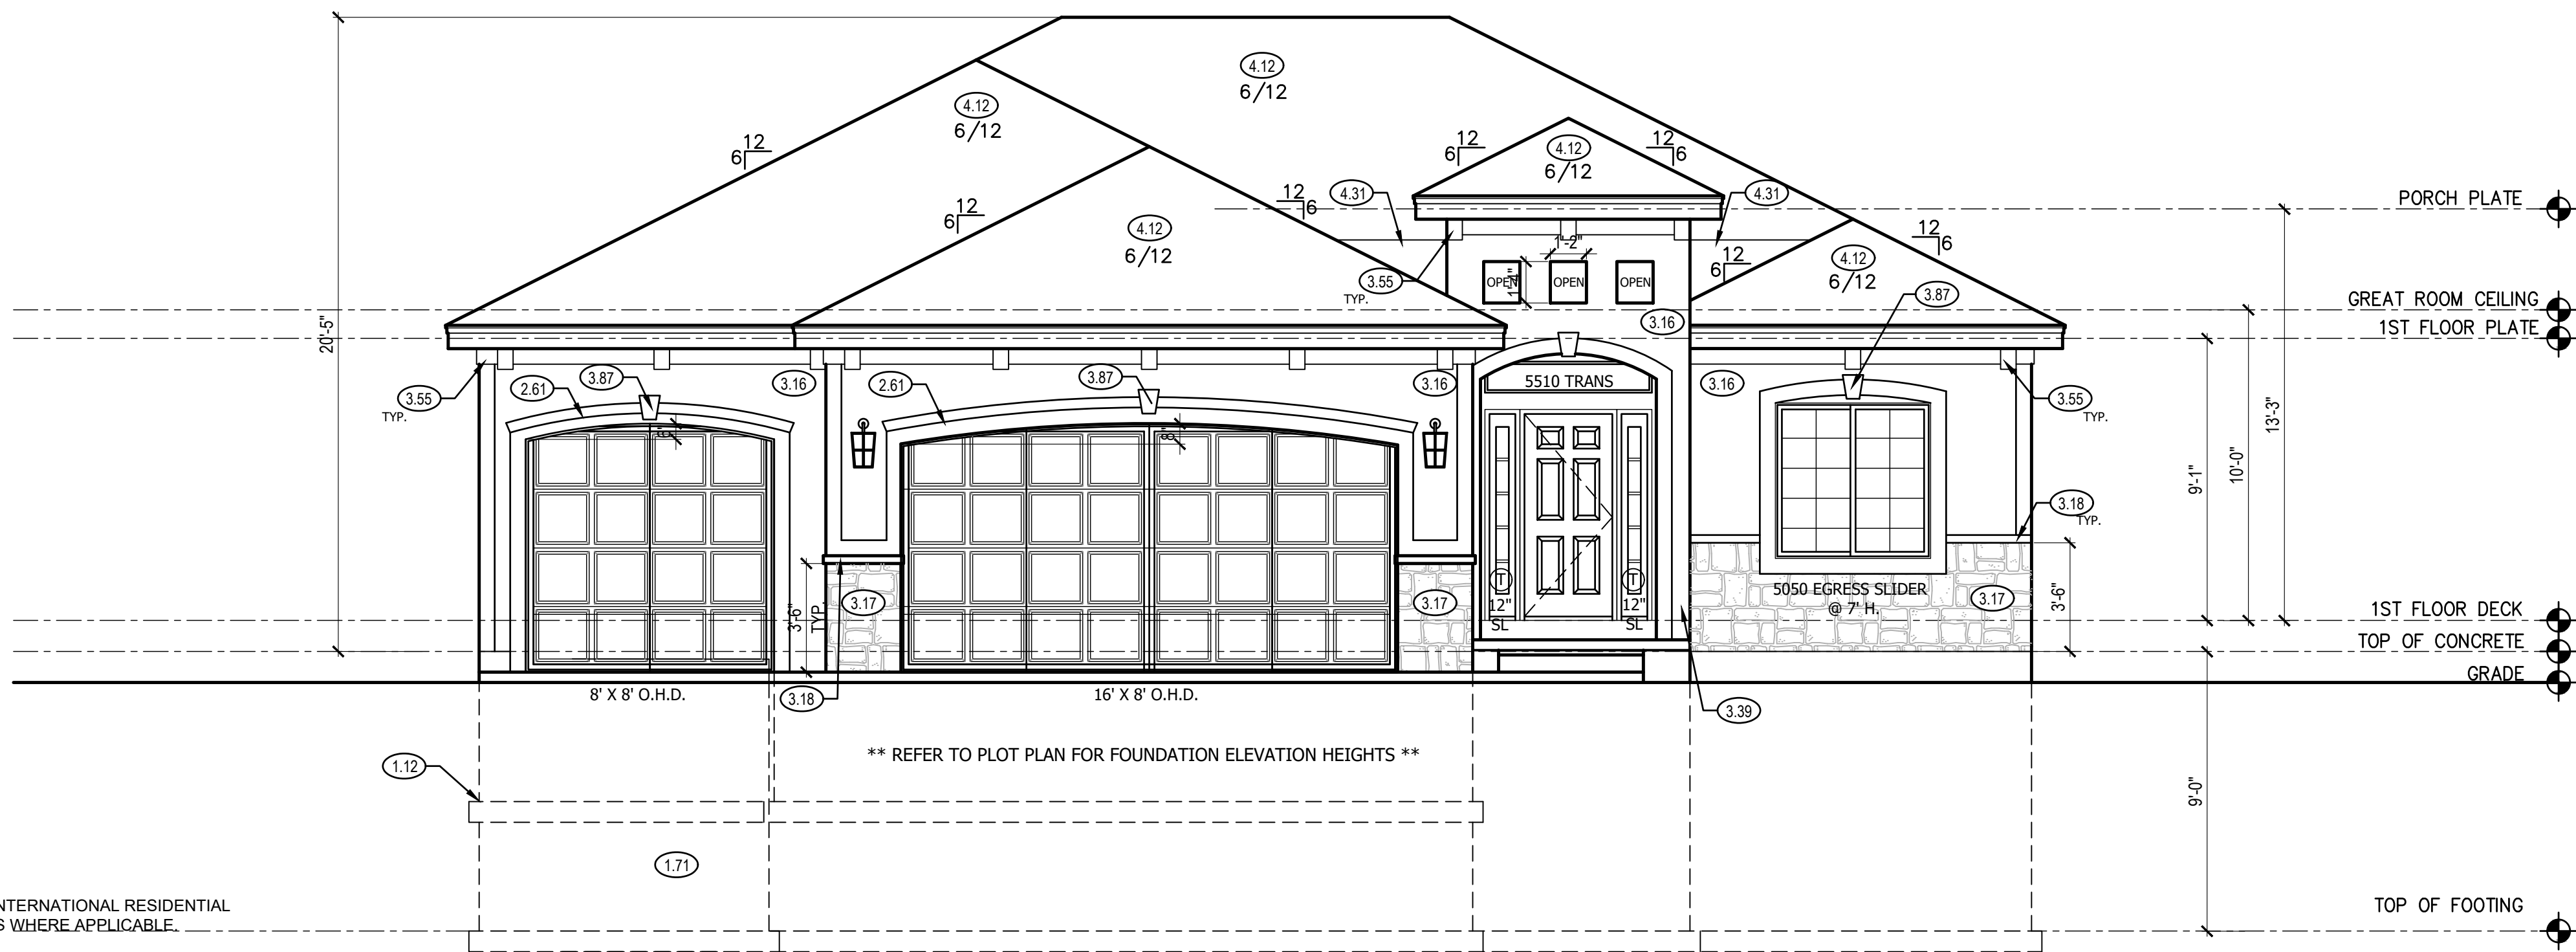 4.12
6/12
4.12
6/12
12
6
12
6
4.12
6/12
12
6
4.31
12
6
4.31
PORCH PLATE
12
6
4.12
6/12
12
6
12
6
12
6
4.12
6/12
1'-2"
1'-4"
OPEN
OPEN
OPEN
3.55
TYP.
3.87
GREAT ROOM CEILING
3.16
1ST FLOOR PLATE
20'-5"
13'-3"
3.55
TYP.
2.61
3.87
3.16
2.61
3.87
3.16
5510 TRANS
3.16
3.55
TYP.
8"
9'-1"
10'-0"
3.18
TYP.
3'-6"
TYP.
3.17
3.17
T
12"
SL
T
12"
SL
5050 EGRESS SLIDER
@ 7' H.
3.17
3'-6"
1ST FLOOR DECK
TOP OF CONCRETE
GRADE
8' X 8' O.H.D.
3.18
16' X 8' O.H.D.
3.39
** REFER TO PLOT PLAN FOR FOUNDATION ELEVATION HEIGHTS **
1.12
9'-0"
1.71
NTERNATIONAL RESIDENTIAL
S WHERE APPLICABLE.
TOP OF FOOTING